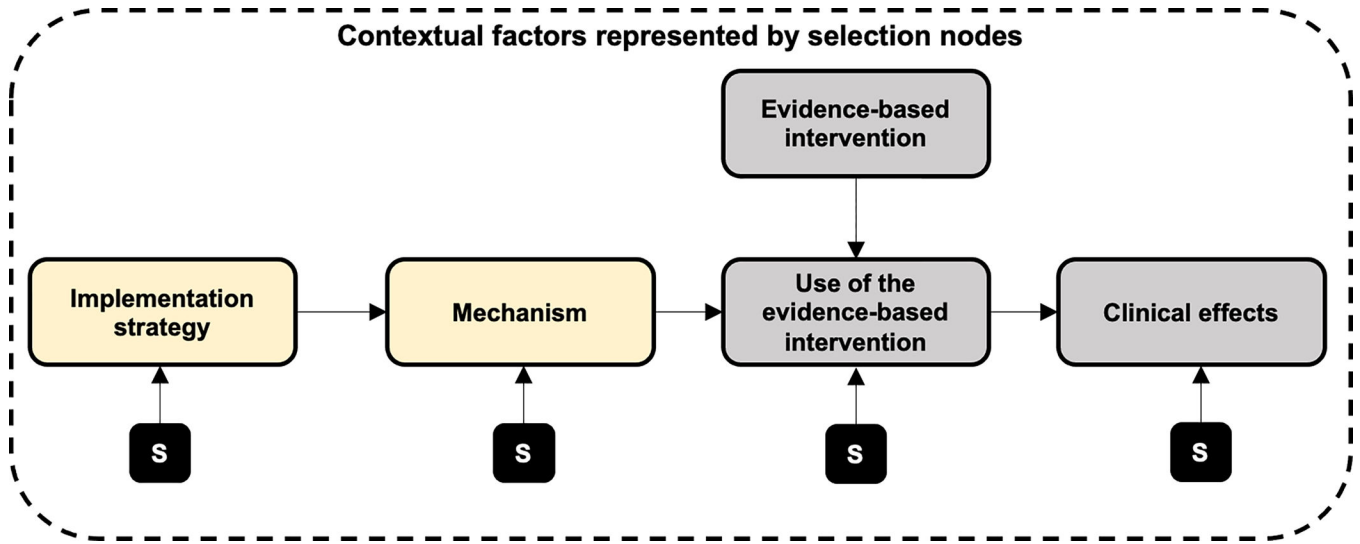 Contextual factors represented by selection nodes
Evidence-based
intervention
Implementation
strategy
Mechanism
Use of the
evidence-based
intervention
Clinical effects
S
S
S
S